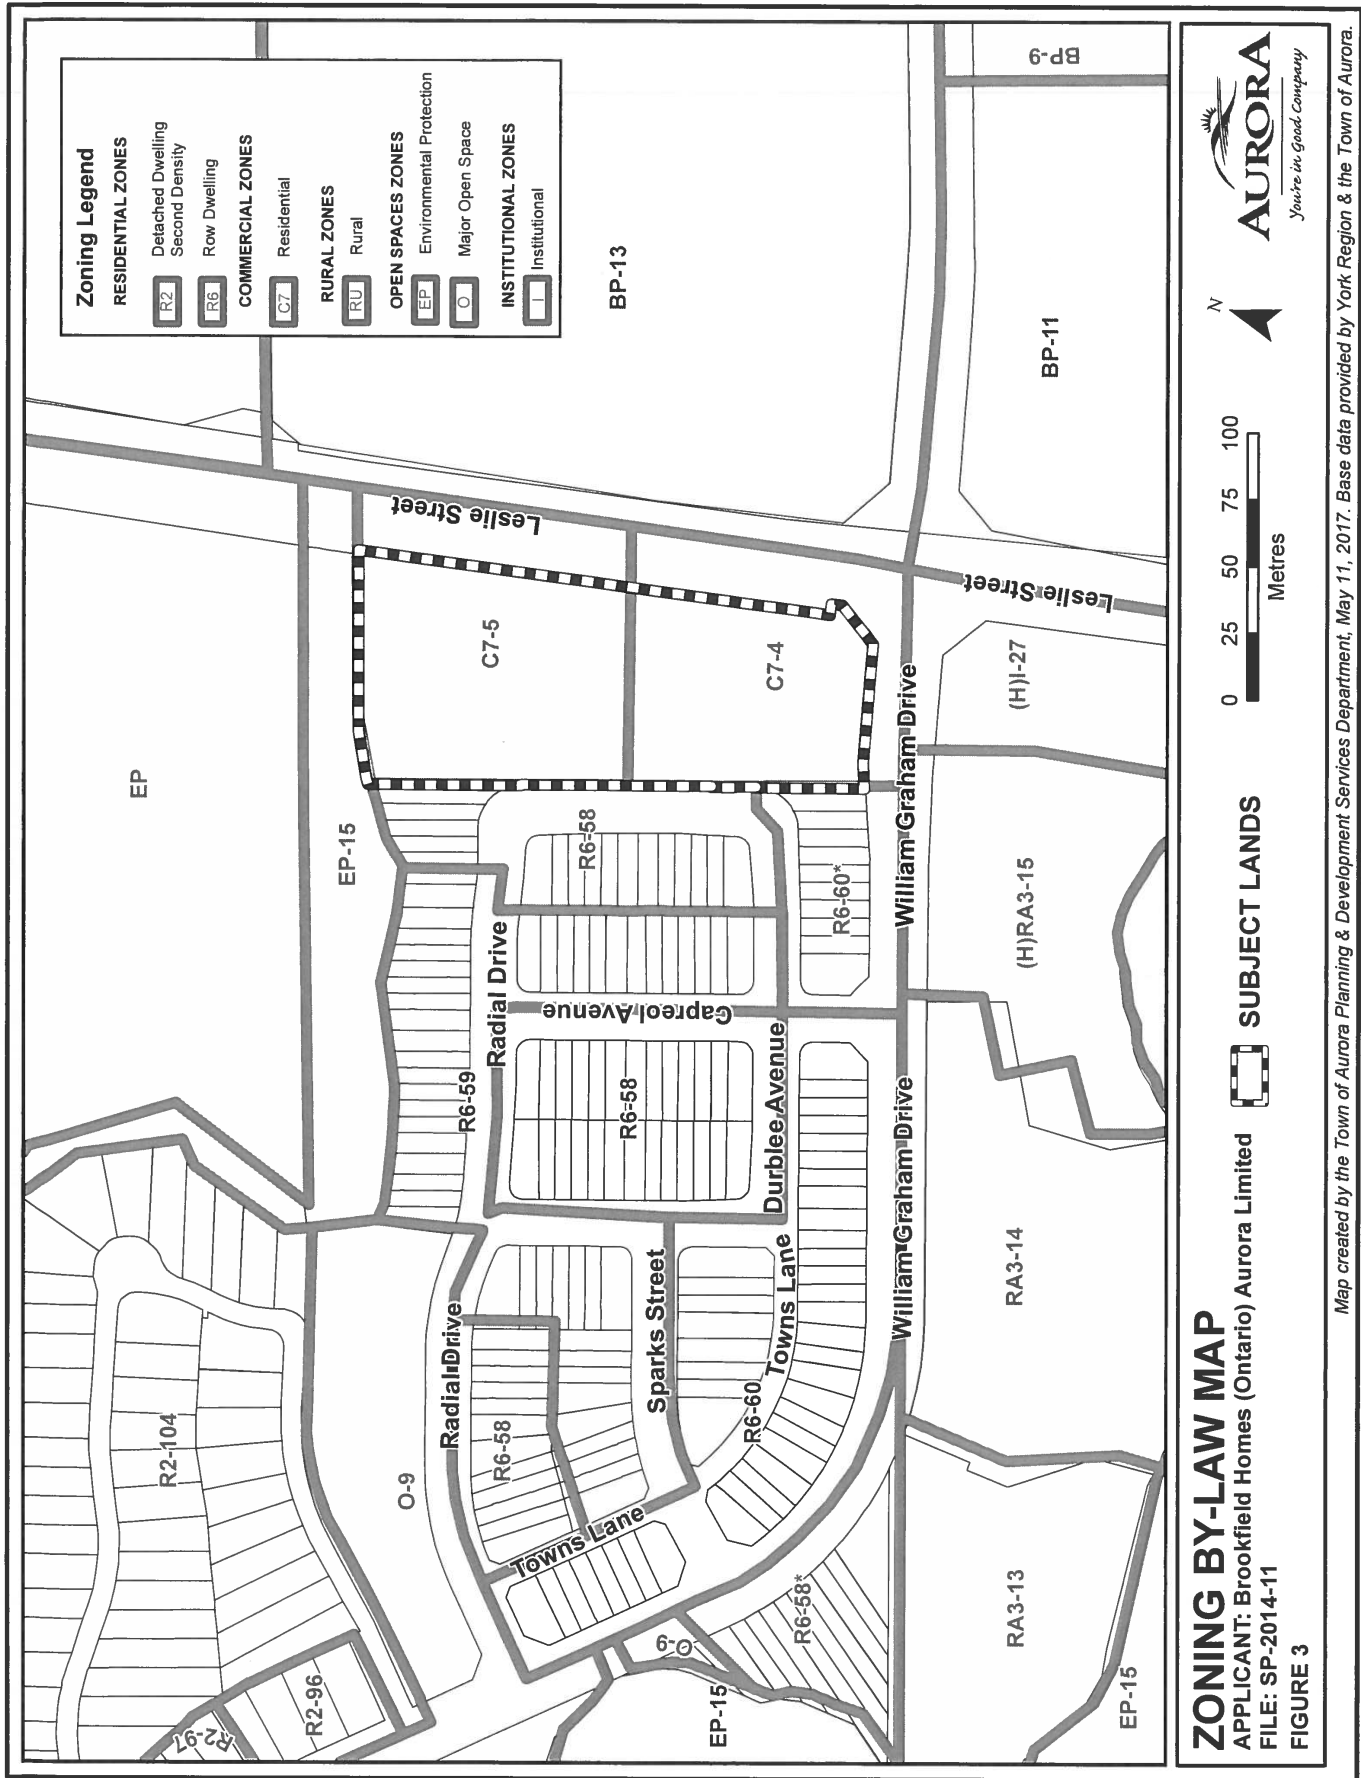 Zoning Legend
RESIDENTIAL ZONES
R2
Detached Dwelling
Second Density
R6
Row Dwelling
COMMERCIAL ZONES
C7
Residential
RURAL ZONES
RU
Rural
OPEN SPACES ZONES
EP
Environmental Protection
O
Major Open Space
INSTITUTIONAL ZONES
I
Institutional
R2-104
R2-96
R2-97
EP
EP-15
O-9
Radial Drive
R6-59
Radial Drive
R6-58
R6-58
R6-58
Towns Lane
Sparks Street
Capreol Avenue
Durblee Avenue
Towns Lane
R6-60
R6-60*
C7-5
C7-4
Leslie Street
Leslie Street
BP-13
BP-9
BP-11
William Graham Drive
William Graham Drive
O-9
EP-15
R6-58*
RA3-13
EP-15
RA3-14
(H)RA3-15
(H)I-27
ZONING BY-LAW MAP
APPLICANT: Brookfield Homes (Ontario) Aurora Limited
FILE: SP-2014-11
FIGURE 3
SUBJECT LANDS
0 25 50 75 100
Metres
N
AURORA
You're in Good Company
Map created by the Town of Aurora Planning & Development Services Department, May 11, 2017. Base data provided by York Region & the Town of Aurora.